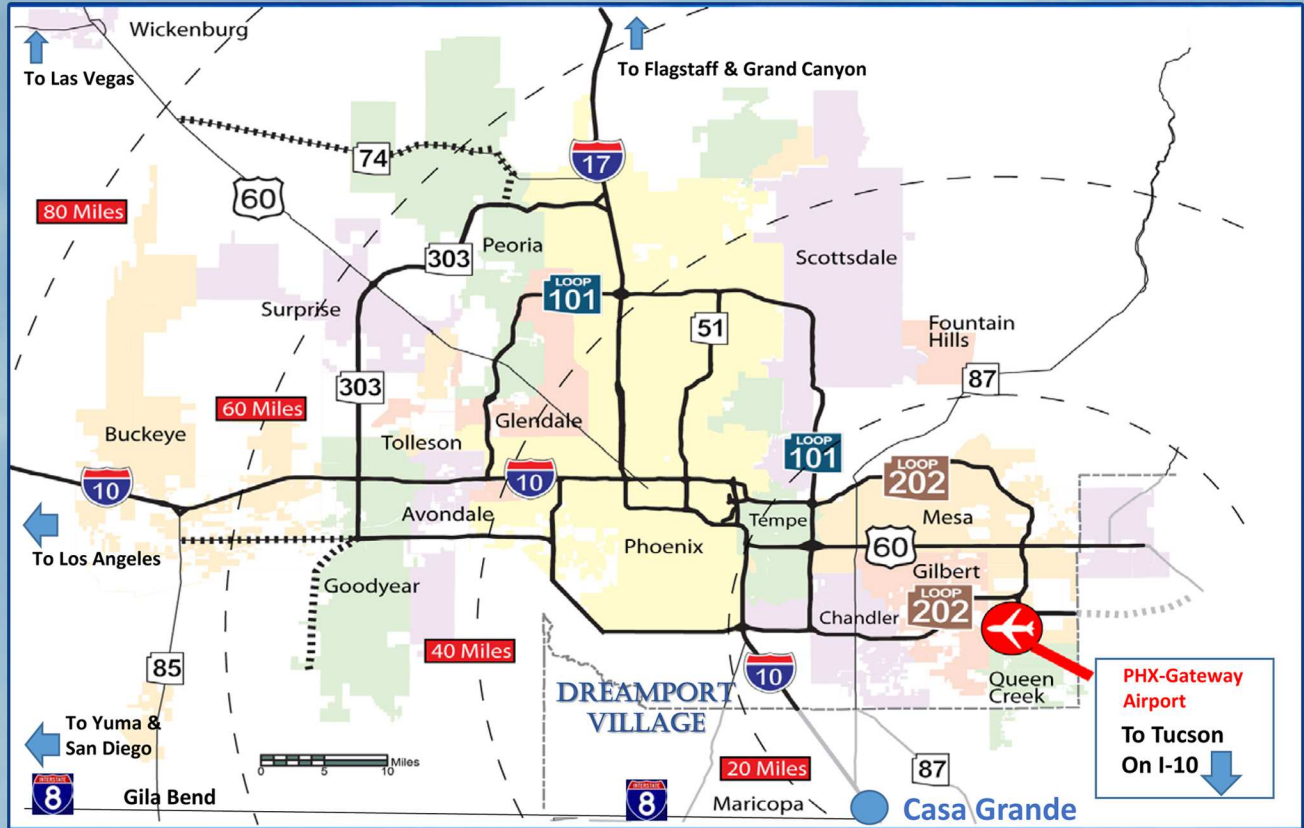 Wickenburg
To Las Vegas
To Flagstaff & Grand Canyon
17
74
60
80 Miles
Peoria
303
Scottsdale
LOOP
101
Surprise
51
Fountain
Hills
87
303
60 Miles
Glendale
Buckeye
Tolleson
LOOP
101
LOOP
202
10
10
Avondale
Tempe
Mesa
To Los Angeles
Phoenix
60
Gilbert
Goodyear
Chandler
LOOP
202
40 Miles
85
10
Queen
Creek
PHX-Gateway
Airport
To Tucson
On I-10
DREAMPORT
VILLAGE
To Yuma &
San Diego
0 5 10 Miles
20 Miles
87
INTERSTATE
8
Gila Bend
INTERSTATE
8
Maricopa
Casa Grande